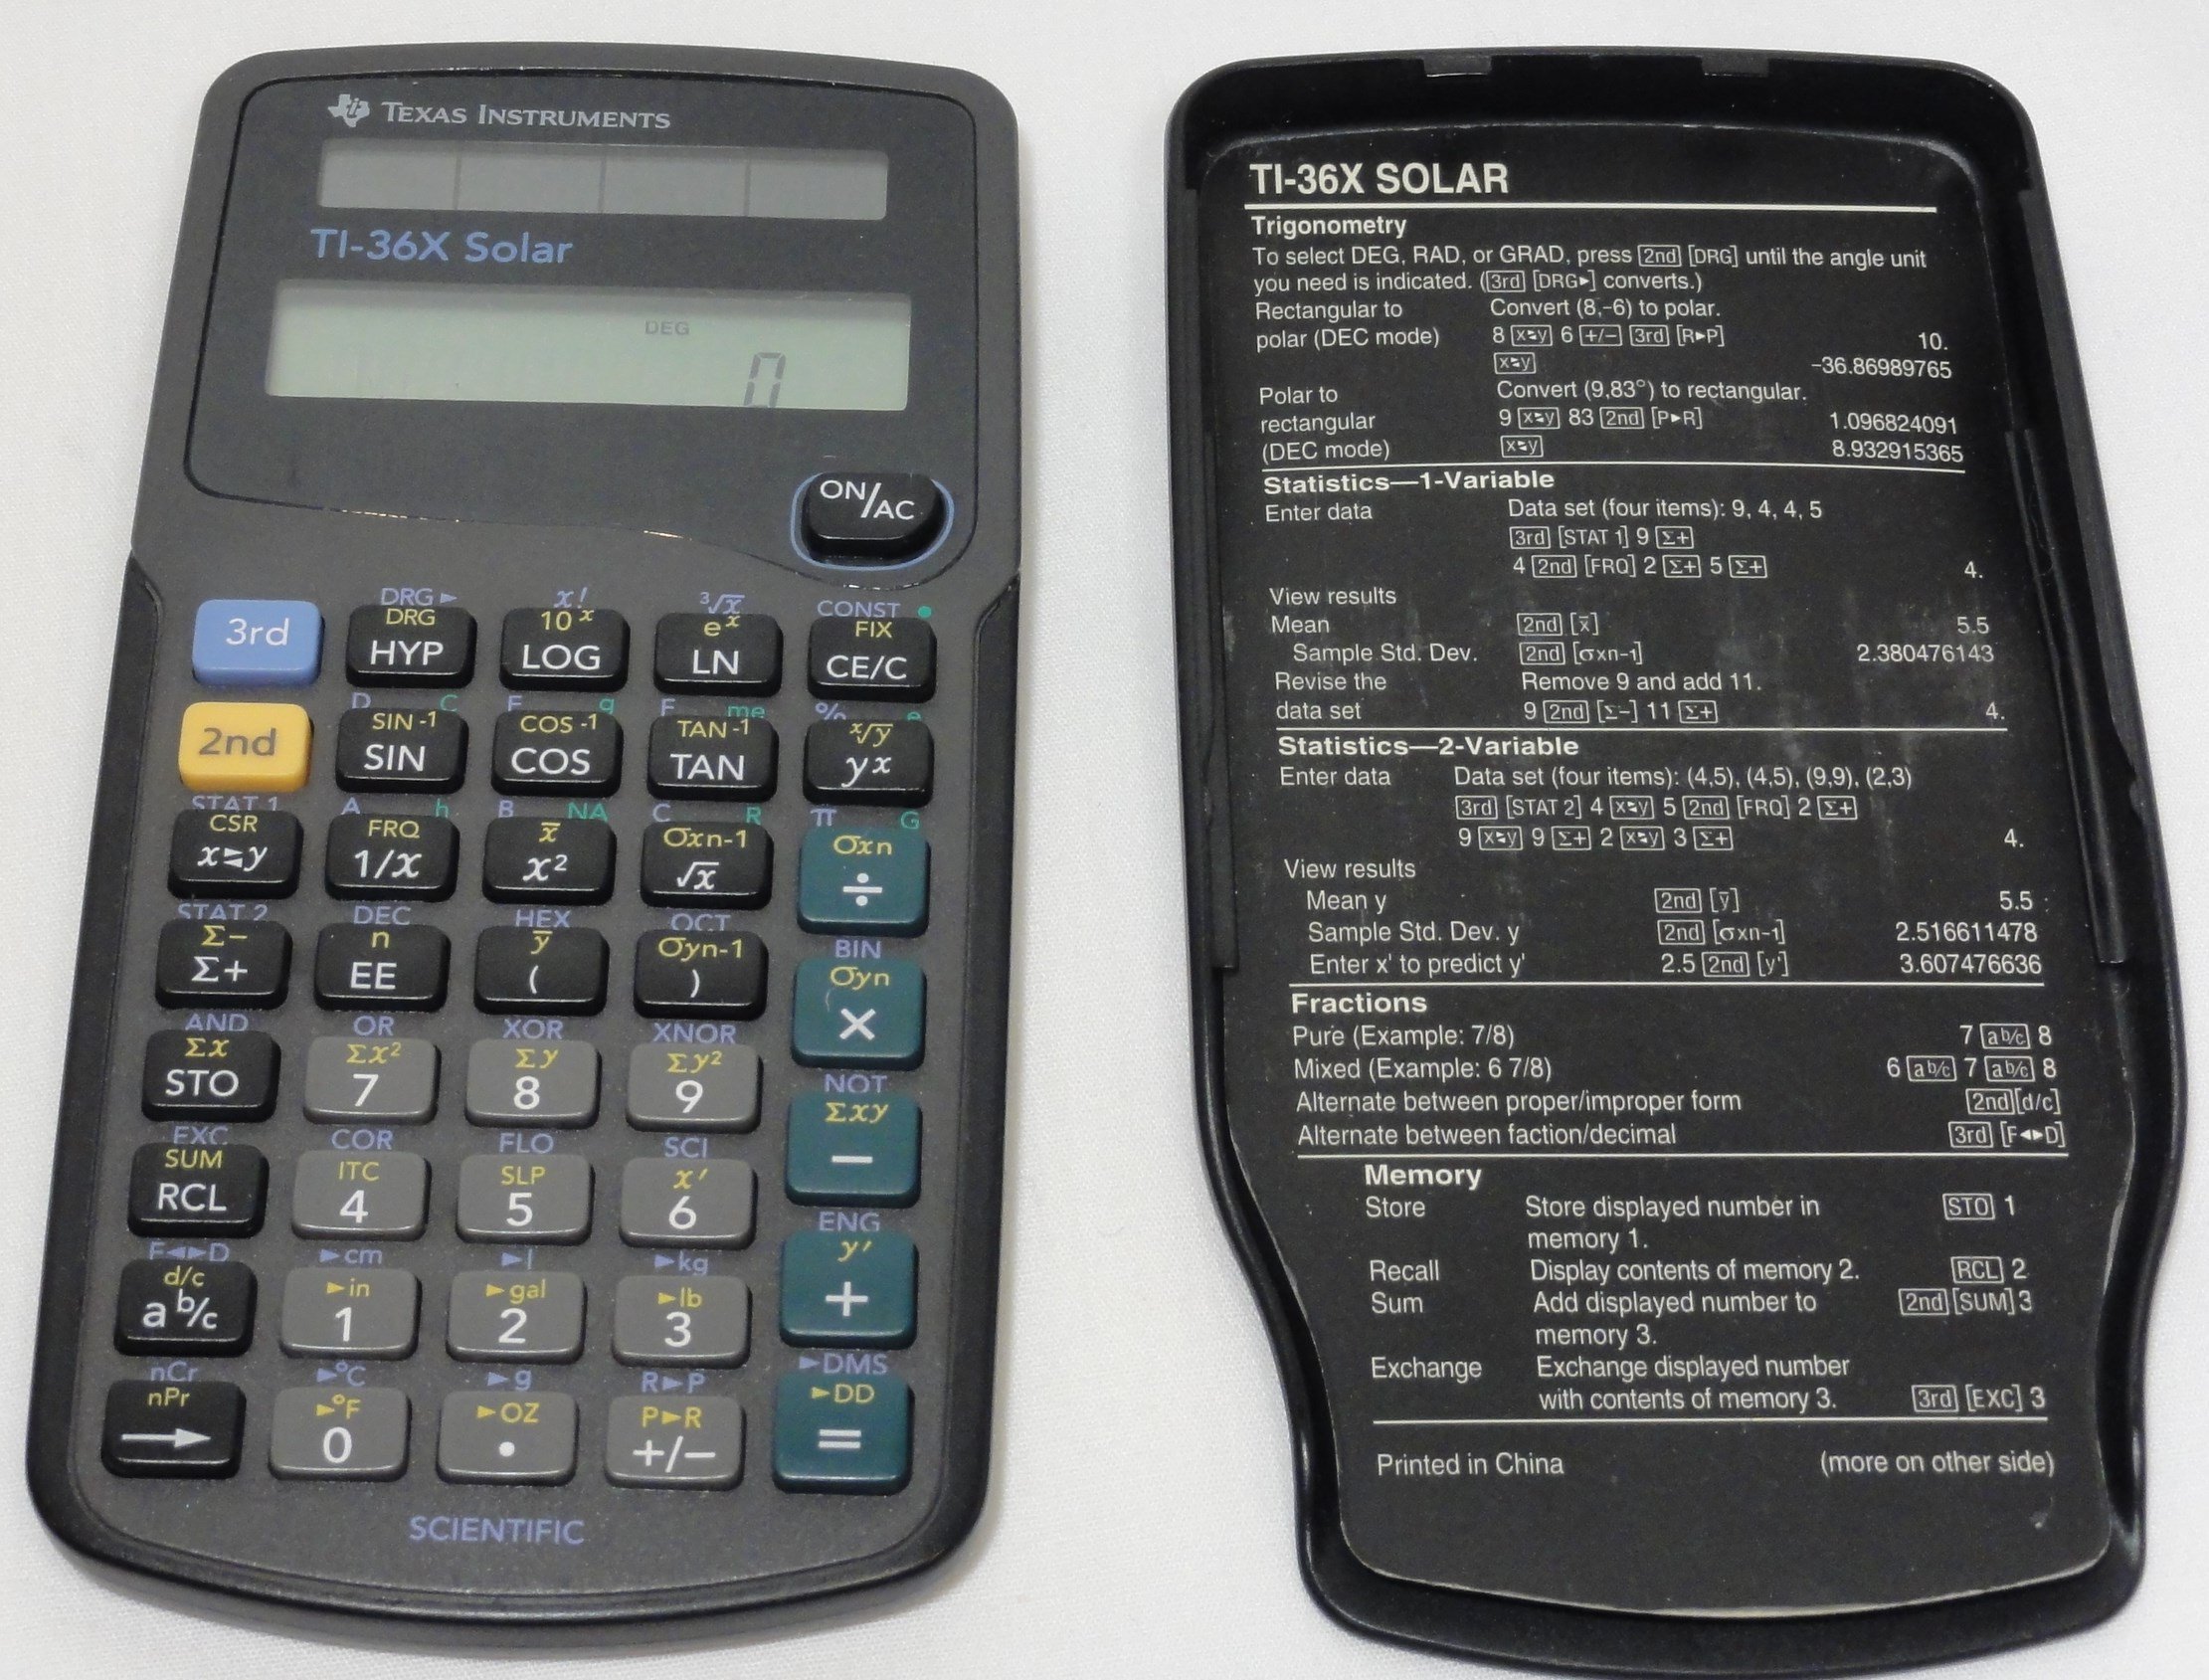 TEXAS INSTRUMENTS
TI-36X Solar
DEG
0
ON/AC
DRG► x! ³√x CONST
3rd DRG 10ˣ eˣ FIX
HYP LOG LN CE/C
D C E g F me % e
2nd SIN-1 COS-1 TAN-1 ˣ√y
SIN COS TAN yˣ
STAT 1 A h B NA C R π G
CSR FRQ x̅ σxn-1 σxn
x⇆y 1/x x² √x ÷
STAT 2 DEC HEX OCT BIN
Σ− n y̅ σyn-1 σyn
Σ+ EE ( ) ×
AND OR XOR XNOR NOT
Σx Σx² Σy Σy² Σxy
STO 7 8 9 −
EXC COR FLO SCI ENG
SUM ITC SLP x′ y′
RCL 4 5 6 +
F◄►D ►cm ►l ►kg ►DMS
d/c ►in ►gal ►lb ►DD
a b/c 1 2 3 =
nCr ►°C ►g R►P
nPr ►°F ►OZ P►R
→ 0 . +/−
SCIENTIFIC
TI-36X SOLAR
Trigonometry
To select DEG, RAD, or GRAD, press 2nd [DRG] until the angle unit
you need is indicated. (3rd [DRG►] converts.)
Rectangular to Convert (8,−6) to polar.
polar (DEC mode) 8 x⇆y 6 +/− 3rd [R►P] 10.
x⇆y −36.86989765
Polar to Convert (9,83°) to rectangular.
rectangular 9 x⇆y 83 2nd [P►R] 1.096824091
(DEC mode) x⇆y 8.932915365
Statistics—1-Variable
Enter data Data set (four items): 9, 4, 4, 5
3rd [STAT 1] 9 Σ+
4 2nd [FRQ] 2 Σ+ 5 Σ+ 4.
View results
Mean 2nd [x̅] 5.5
Sample Std. Dev. 2nd [σxn-1] 2.380476143
Revise the Remove 9 and add 11.
data set 9 2nd [Σ−] 11 Σ+ 4.
Statistics—2-Variable
Enter data Data set (four items): (4,5), (4,5), (9,9), (2,3)
3rd [STAT 2] 4 x⇆y 5 2nd [FRQ] 2 Σ+
9 x⇆y 9 Σ+ 2 x⇆y 3 Σ+ 4.
View results
Mean y 2nd [y̅] 5.5
Sample Std. Dev. y 2nd [σxn-1] 2.516611478
Enter x' to predict y' 2.5 2nd [y'] 3.607476636
Fractions
Pure (Example: 7/8) 7 a b/c 8
Mixed (Example: 6 7/8) 6 a b/c 7 a b/c 8
Alternate between proper/improper form 2nd [d/c]
Alternate between faction/decimal 3rd [F◄►D]
Memory
Store Store displayed number in STO 1
memory 1.
Recall Display contents of memory 2. RCL 2
Sum Add displayed number to 2nd [SUM] 3
memory 3.
Exchange Exchange displayed number
with contents of memory 3. 3rd [EXC] 3
Printed in China (more on other side)